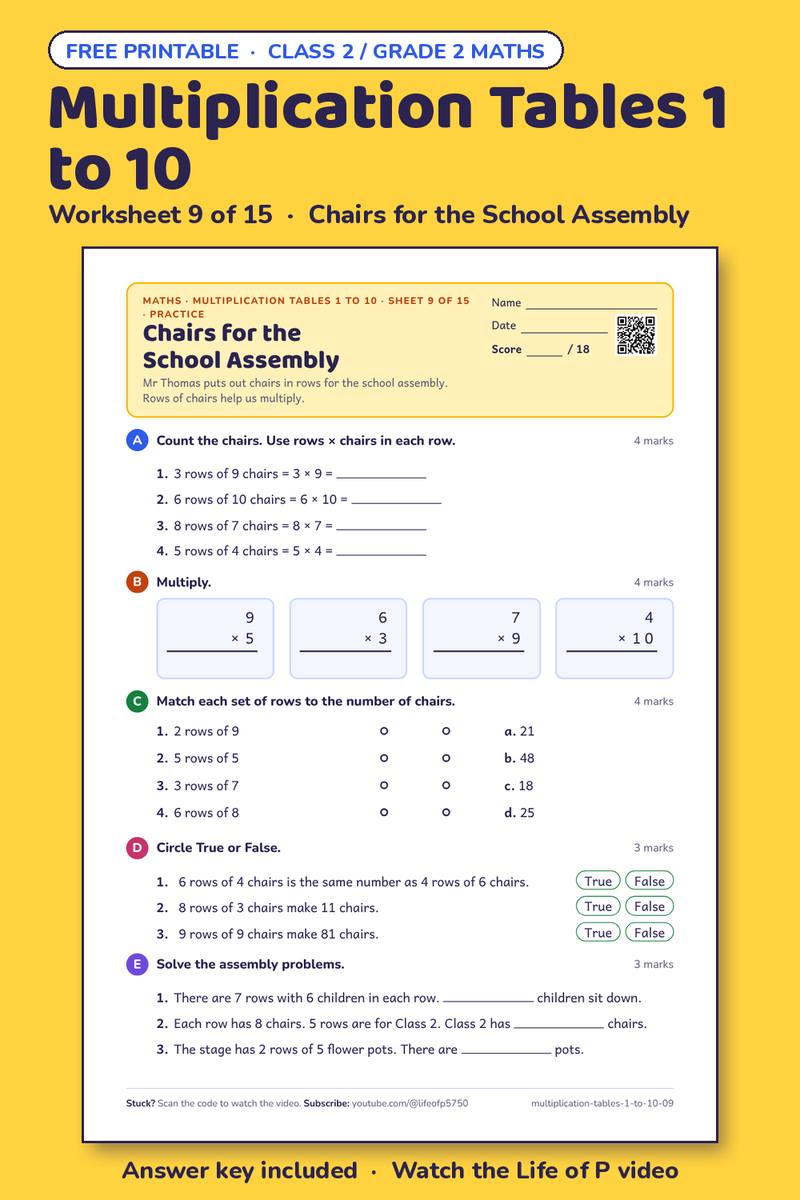 FREE PRINTABLE · CLASS 2 / GRADE 2 MATHS
Multiplication Tables 1
to 10
Worksheet 9 of 15 · Chairs for the School Assembly
MATHS · MULTIPLICATION TABLES 1 TO 10 · SHEET 9 OF 15
· PRACTICE
Chairs for the
School Assembly
Mr Thomas puts out chairs in rows for the school assembly.
Rows of chairs help us multiply.
Name ____________
Date ____________
Score ______ / 18
A Count the chairs. Use rows × chairs in each row. 4 marks
1. 3 rows of 9 chairs = 3 × 9 = ____________
2. 6 rows of 10 chairs = 6 × 10 = ____________
3. 8 rows of 7 chairs = 8 × 7 = ____________
4. 5 rows of 4 chairs = 5 × 4 = ____________
B Multiply. 4 marks
9 6 7 4
× 5 × 3 × 9 × 10
C Match each set of rows to the number of chairs. 4 marks
1. 2 rows of 9 a. 21
2. 5 rows of 5 b. 48
3. 3 rows of 7 c. 18
4. 6 rows of 8 d. 25
D Circle True or False. 3 marks
1. 6 rows of 4 chairs is the same number as 4 rows of 6 chairs. True False
2. 8 rows of 3 chairs make 11 chairs. True False
3. 9 rows of 9 chairs make 81 chairs. True False
E Solve the assembly problems. 3 marks
1. There are 7 rows with 6 children in each row. ____________ children sit down.
2. Each row has 8 chairs. 5 rows are for Class 2. Class 2 has ____________ chairs.
3. The stage has 2 rows of 5 flower pots. There are ____________ pots.
Stuck? Scan the code to watch the video. Subscribe: youtube.com/@lifeofp5750 multiplication-tables-1-to-10-09
Answer key included · Watch the Life of P video